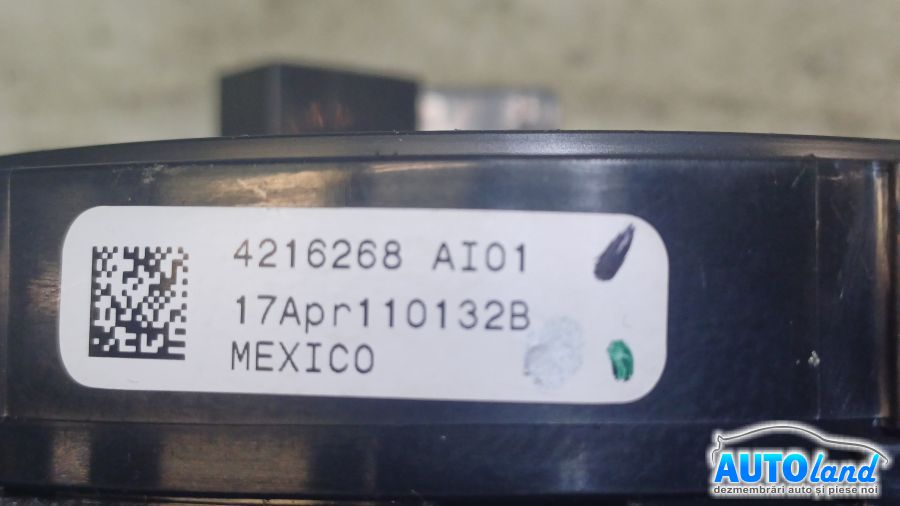 4216268 AI01
17Apr110132B
MEXICO
AUTOland
dezmembrări auto și piese noi